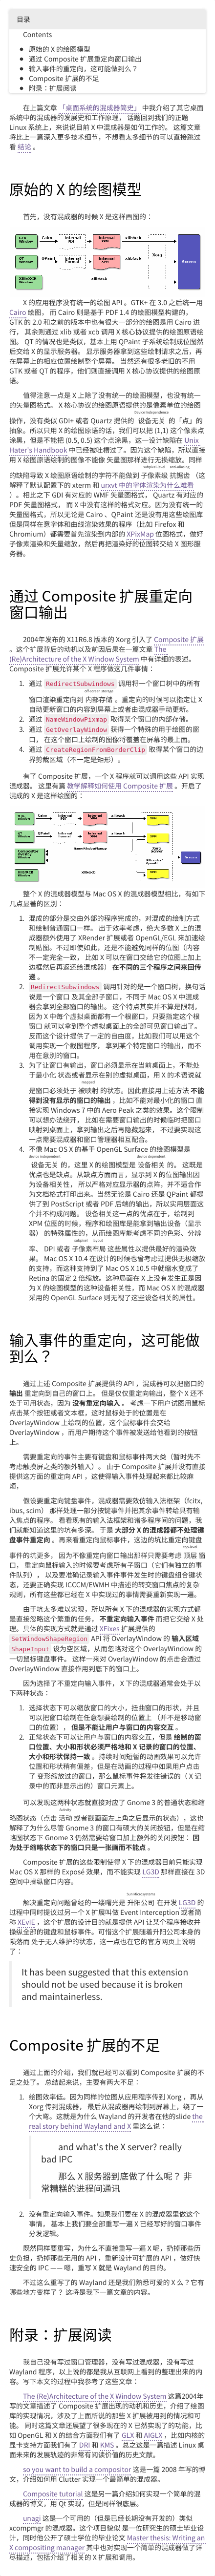 目录
Contents
原始的 X 的绘图模型
通过 Composite 扩展重定向窗口输出
输入事件的重定向，这可能做到么？
Composite 扩展的不足
附录：扩展阅读
在上篇文章 「桌面系统的混成器简史」 中我介绍了其它桌面
系统中的混成器的发展史和工作原理， 话题回到我们的正题
Linux 系统上，来说说目前 X 中混成器是如何工作的。 这篇文章
将比上一篇深入更多技术细节，不想看太多细节的可以直接跳过
看 结论 。
原始的 X 的绘图模型
首先，没有混成器的时候 X 是这样画图的：
X 的应用程序没有统一的绘图 API 。GTK+ 在 3.0 之后统一用
Cairo 绘图， 而 Cairo 则是基于 PDF 1.4 的绘图模型构建的，
GTK 的 2.0 和之前的版本中也有很大一部分的绘图是用 Cairo 进
行， 其余则通过 xlib 或者 xcb 调用 X 核心协议提供的绘图原语绘
图。 QT 的情况也是类似，基本上用 QPaint 子系统绘制成位图然
后交给 X 的显示服务器。 显示服务器拿到这些绘制请求之后，再
在屏幕上的相应位置绘制整个屏幕。 当然还有很多老旧的不用
GTK 或者 QT 的程序，他们则直接调用 X 核心协议提供的绘图原
语。
值得注意一点是 X 上除了没有统一的绘图模型，也没有统一
的矢量图格式。 X 核心协议的绘图原语提供的是像素单位的绘图
操作，没有类似 GDI+ 或者 Quartz 提供的 设备无关 的「点」的
抽象。所以只用 X 的绘图原语的话，我们可以把 (1,1) 这个像素点
涂黑，但是不能把 (0.5, 0.5) 这个点涂黑，这一设计缺陷在 Unix
Hater's Handbook 中已经被吐槽过了。因为这个缺陷，所以直接
用 X 绘图原语绘制的图像不能像 矢量图那样进行无损缩放。同样
的缺陷导致 X 绘图原语绘制的字符不能做到 子像素级 抗锯齿 （这
解释了默认配置下的 xterm 和 urxvt 中的字体渲染为什么难看
）。相比之下 GDI 有对应的 WMF 矢量图格式， Quartz 有对应的
PDF 矢量图格式， 而 X 中没有这样的格式对应。因为没有统一的
矢量图格式，所以无论是 Cairo 、QPaint 还是没有用这些绘图库
但是同样在意字体和曲线渲染效果的程序（比如 Firefox 和
Chromium）都需要首先渲染到内部的 XPixMap 位图格式，做好
子像素渲染和矢量缩放，然后再把渲染好的位图转交给 X 图形服
务器。
通过 Composite 扩展重定向
窗口输出
2004年发布的 X11R6.8 版本的 Xorg 引入了 Composite 扩展
。这个扩展背后的动机以及前因后果在一篇文章 The
(Re)Architecture of the X Window System 中有详细的表述。
Composite 扩展允许某个 X 程序做这几件事情：
1. 通过 RedirectSubwindows 调用将一个窗口树中的所有
窗口渲染重定向到 内部存储 。重定向的时候可以指定让 X
自动更新窗口的内容到屏幕上或者由混成器手动更新。
2. 通过 NameWindowPixmap 取得某个窗口的内部存储。
3. 通过 GetOverlayWindow 获得一个特殊的用于绘图的窗
口， 在这个窗口上绘制的图像将覆盖在屏幕的最上面。
4. 通过 CreateRegionFromBorderClip 取得某个窗口的边
界剪裁区域（不一定是矩形）。
有了 Composite 扩展，一个 X 程序就可以调用这些 API 实现
混成器。 这里有篇 教学解释如何使用 Composite 扩展 。开启了
混成的 X 是这样绘图的：
整个 X 的混成器模型与 Mac OS X 的混成器模型相比，有如下
几点显著的区别：
1. 混成的部分是交由外部的程序完成的，对混成的绘制方式
和绘制普通窗口一样。 出于效率考虑，绝大多数 X 上的混
成器额外使用了 XRender 扩展或者 OpenGL/EGL 来加速绘
制贴图。不过即使如此，还是不能避免同样的位图（内容
不一定完全一致， 比如 X 可以在窗口交给它的位图上加上
边框然后再返还给混成器） 在不同的三个程序之间来回传
递 。
2. RedirectSubwindows 调用针对的是一个窗口树，换句话
说是一个窗口 及其全部子窗口，不同于 Mac OS X 中混成
器会拿到全部窗口的输出。 这个特点其实并不算是限制，
因为 X 中每个虚拟桌面都有一个根窗口，只要指定这个根
窗口 就可以拿到整个虚拟桌面上的全部可见窗口输出了。
反而这个设计提供了一定的自由度，比如我们可以用这个
调用实现一个截图程序， 拿到某个特定窗口的输出，而不
用在意别的窗口。
3. 为了让窗口有输出，窗口必须显示在当前桌面上，不能处
于最小化 状态或者显示在别的虚拟桌面，用 X 的术语说就
是窗口必须处于 被映射 的状态。因此直接用上述方法 不能
得到没有显示的窗口的输出 ，比如不能对最小化的窗口 直
接实现 Windows 7 中的 Aero Peak 之类的效果。这个限制
可以想办法绕开， 比如在需要窗口输出的时候临时把窗口
映射到桌面上，拿到输出之后再隐藏起来， 不过要实现这
一点需要混成器和窗口管理器相互配合。
4. 不像 Mac OS X 的基于 OpenGL Surface 的绘图模型是
设备无关 的，这里 X 的绘图模型是 设备相关 的。 这既是
优点也是缺点。从缺点方面而言，显示到 X 的位图输出因
为设备相关性， 所以严格对应显示器的点阵，并不适合作
为文档格式打印出来。当然无论是 Cairo 还是 QPaint 都提
供了到 PostScript 或者 PDF 后端的输出，所以实用层面这
个并不构成问题。 设备相关这一点的优点在于，绘制到
XPM 位图的时候，程序和绘图库是能拿到输出设备（显示
器） 的特殊属性的，从而绘图库能考虑不同的色彩、分辨
率、 DPI 或者 子像素布局 这些属性以提供最好的渲染效
果。 Mac OS X 10.4 在设计的时候也曾考虑过提供无极缩放
的支持，而这种支持到了 Mac OS X 10.5 中就缩水变成了
Retina 的固定 2 倍缩放。这种局面在 X 上没有发生正是因
为 X 的绘图模型的这种设备相关性，而 Mac OS X 的混成器
采用的 OpenGL Surface 则无视了这些设备相关的属性。
输入事件的重定向，这可能做
到么？
通过上述 Composite 扩展提供的 API ，混成器可以把窗口的
输出 重定向到自己的窗口上。 但是仅仅重定向输出，整个 X 还不
处于可用状态，因为它 没有重定向输入 。 考虑一下用户试图用鼠标
点击某个按钮或者文本框，这时鼠标处于的位置是在
OverlayWindow 上绘制的位置， 这个鼠标事件会交给
OverlayWindow ，而用户期待这个事件被发送给他看到的按钮
上。
需要重定向的事件主要有键盘和鼠标事件两大类（暂时先不
考虑触摸屏之类的额外输入）。 由于 Composite 扩展并没有直接
提供这方面的重定向 API ，这使得输入事件处理起来都比较麻
烦，
假设要重定向键盘事件，混成器需要效仿输入法框架（fcitx,
ibus, scim） 那样处理一部分按键事件并把其余事件转给具有输
入焦点的程序。 看看现有的输入法框架和诸多程序间的问题，我
们就能知道这里的坑有多深。 于是 大部分 X 的混成器都不处理键
盘事件重定向 。再来看重定向鼠标事件，这边的坑比重定向键盘
事件的坑更多， 因为不像重定向窗口输出那样只需要考虑 顶层 窗
口， 重定向鼠标输入的时候要考虑所有子窗口（它们有独立的事
件队列）， 以及要准确记录输入事件事件发生时的键盘组合键状
态，还要正确实现 ICCCM/EWMH 中描述的转交窗口焦点的复杂
规则，所有这些都已经在 X 中实现过的事情需要重新实现一遍。
由于坑太多难以实现，所以所有 X 下的混成器的实现方式都
是直接忽略这个繁重的任务， 不重定向输入事件 而把它交给 X 处
理。具体的实现方式就是通过 XFixes 扩展提供的
SetWindowShapeRegion API 将 OverlayWindow 的 输入区域
ShapeInput 设为空区域，从而忽略对这个 OverlayWindow 的
一切鼠标键盘事件。 这样一来对 OverlayWindow 的点击会透过
OverlayWindow 直接作用到底下的窗口上。
因为选择了不重定向输入事件， X 下的混成器通常会处于以
下两种状态：
1. 选择状态下可以缩放窗口的大小，扭曲窗口的形状，并且
可以把窗口绘制在任意想要绘制的位置上 （并不是移动窗
口的位置）， 但是不能让用户与窗口的内容交互 。
2. 正常状态下可以让用户与窗口的内容交互，但是 绘制的窗
口位置、大小和形状必须严格地和 X 记录的窗口的位置、
大小和形状保持一致 。持续时间短暂的动画效果可以允许
位置和形状稍有偏差，但是在动画的过程中如果用户点击
了 变形缩放过的窗口，那么鼠标事件将发往错误的（ X 记
录中的而非显示出的）窗口元素上。
可以发现这两种状态就直接对应了 Gnome 3 的普通状态和缩
略图状态（点击 活动 或者戳画面左上角之后显示的状态），这也
解释了为什么尽管 Gnome 3 的窗口有硕大的关闭按钮，但是在缩
略图状态下 Gnome 3 仍然需要给窗口加上额外的关闭按钮： 因
为处于缩略状态下的窗口只是一张画而不能点 。
Composite 扩展的这些限制使得 X 下的混成器目前只能实现
Mac OS X 那样的 Exposé 效果，而不能实现 LG3D 那样直接在 3D
空间中操纵窗口内容。
解决重定向问题曾经的一缕曙光是 升阳公司 在开发 LG3D 的
过程中同时提议过另一个 X 扩展叫做 Event Interception 或者简
称 XEvIE ，这个扩展的设计目的就是提供 API 让某个程序接收并
操纵全部的键盘和鼠标事件。可惜这个扩展随着升阳公司本身的
陨落而 处于无人维护的状态，这一点也在它的官方网页上说明
了：
It has been suggested that this extension
should not be used because it is broken
and maintainerless.
Composite 扩展的不足
通过上面的介绍，我们就已经可以看到 Composite 扩展的不
足之处了。 总结起来说，主要有两大不足：
1. 绘图效率低。因为同样的位图从应用程序传到 Xorg ，再从
Xorg 传到混成器， 最后从混成器再绘制到屏幕上，绕了一
个大弯。这就是为什么 Wayland 的开发者在他的slide the
real story behind Wayland and X 里这么说：
and what's the X server? really
bad IPC
那么 X 服务器到底做了什么呢？ 非
常糟糕的进程间通讯
2. 没有重定向输入事件。如果我们要在 X 的混成器里做这个
事情， 基本上我们要全部重写一遍 X 已经写好的窗口事件
分发逻辑。
既然同样要重写，为什么不直接重写一遍 X 呢，扔掉那些历
史负担，扔掉那些无用的 API ，重新设计可扩展的 API ，做好快
速安全的 IPC —— 嗯，重写 X 就是 Wayland 的目的。
不过这么重写了的 Wayland 还是我们熟悉可爱的 X 么？它有
哪些地方变样了？ 这将是我下一篇文章的内容。
附录：扩展阅读
我自己没有写过窗口管理器，没有写过混成器，没有写过
Wayland 程序，以上说的都是我从互联网上看到的整理出来的内
容。写下本文的过程中我参考了这些文章：
The (Re)Architecture of the X Window System 这篇2004年
写的文章描述了 Composite 扩展出现的动机和历史，介绍了绘图
库的实现情况，涉及了上面所说的那些 X 扩展被用到的情况和可
能。 同时这篇文章还展望了很多现在的 X 已然实现了的功能，比
如 OpenGL 和 X 的结合方面我们有了 GLX 和 AIGLX ，比如内核的
显卡支持方面我们有了 DRI 和 KMS 。总之这是一篇描述 Linux 桌
面未来的发展轨迹的非常有阅读价值的历史文献。
so you want to build a compositor 这是一篇 2008 年写的博
文，介绍如何用 Clutter 实现一个最简单的混成器。
Composite tutorial 这是另一篇介绍如何实现一个简单的混成
器的博文，用 Qt 实现，但是同样很底层。
unagi 这是一个可用的（但是已经长期没有开发的）类似
xcompmgr 的混成器。这个项目貌似 是一位研究生的硕士毕业设
计，同时他公开了硕士学位的毕业论文 Master thesis: Writing an
X compositing manager 其中也对实现一个简单的混成器做了详
尽描述，包括介绍了相关的 X 扩展和调用。